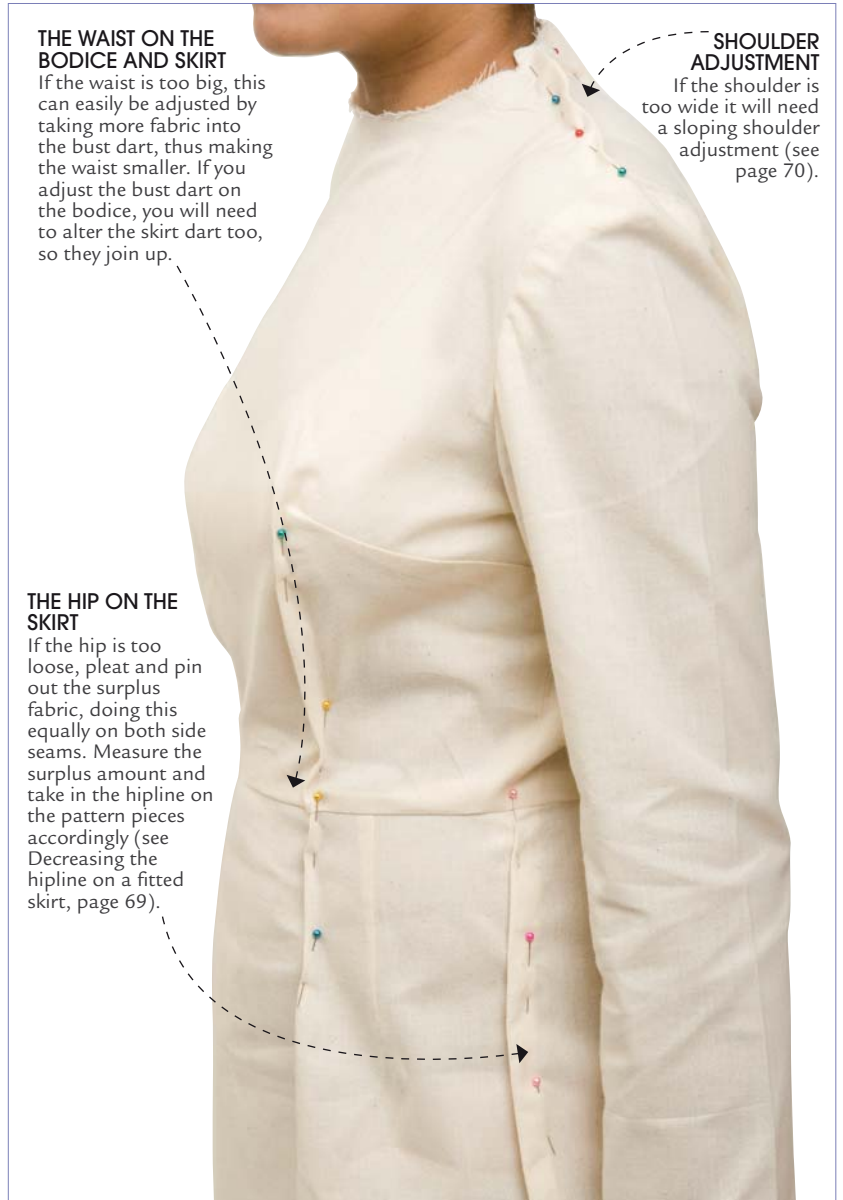 THE WAIST ON THE
BODICE AND SKIRT
If the waist is too big, this
can easily be adjusted by
taking more fabric into
the bust dart, thus making
the waist smaller. If you
adjust the bust dart on
the bodice, you will need
to alter the skirt dart too,
so they join up.
SHOULDER
ADJUSTMENT
If the shoulder is
too wide it will need
a sloping shoulder
adjustment (see
page 70).
THE HIP ON THE
SKIRT
If the hip is too
loose, pleat and pin
out the surplus
fabric, doing this
equally on both side
seams. Measure the
surplus amount and
take in the hipline on
the pattern pieces
accordingly (see
Decreasing the
hipline on a fitted
skirt, page 69).